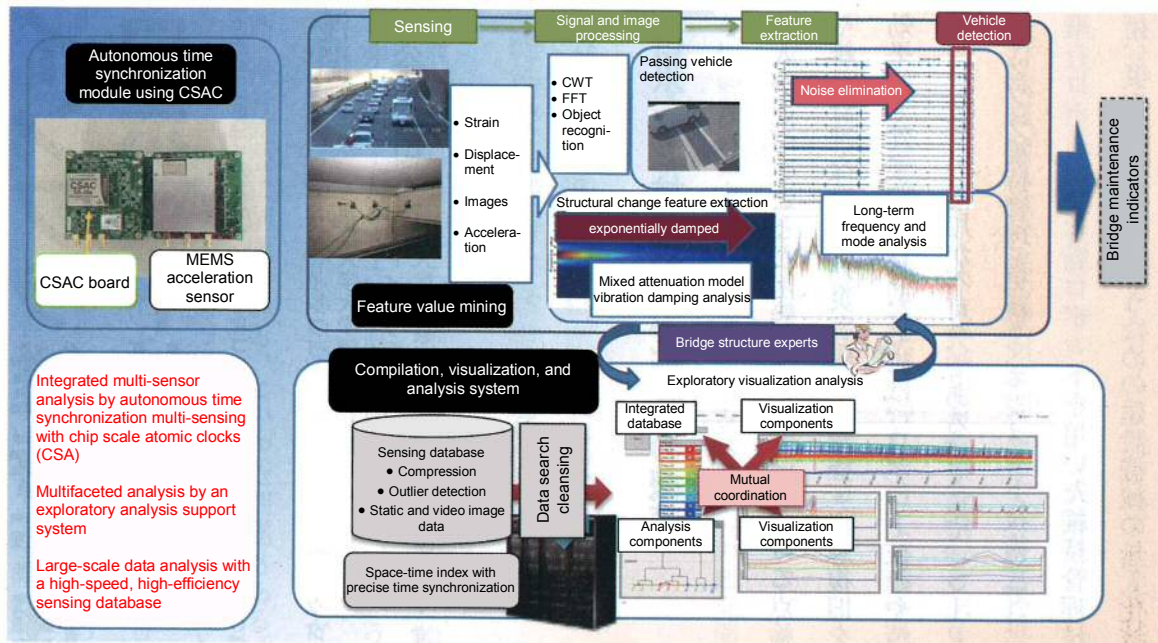 Sensing
Signal and image
processing
Feature
extraction
Vehicle
detection
Autonomous time
synchronization
module using CSAC
CSAC
CSAC board
MEMS
acceleration
sensor
• Strain
• Displace-
ment
• Images
• Accelera-
tion
• CWT
• FFT
• Object
recogni-
tion
Passing vehicle
detection
Noise elimination
Structural change feature extraction
exponentially damped
Mixed attenuation model
vibration damping analysis
Long-term
frequency and
mode analysis
Feature value mining
Bridge maintenance
indicators
Bridge structure experts
Integrated multi-sensor
analysis by autonomous time
synchronization multi-sensing
with chip scale atomic clocks
(CSA)
Multifaceted analysis by an
exploratory analysis support
system
Large-scale data analysis with
a high-speed, high-efficiency
sensing database
Compilation, visualization, and
analysis system
Sensing database
• Compression
• Outlier detection
• Static and video image
data
Data search
cleansing
Space-time index with
precise time synchronization
Exploratory visualization analysis
Integrated
database
Visualization
components
Mutual
coordination
Analysis
components
Visualization
components